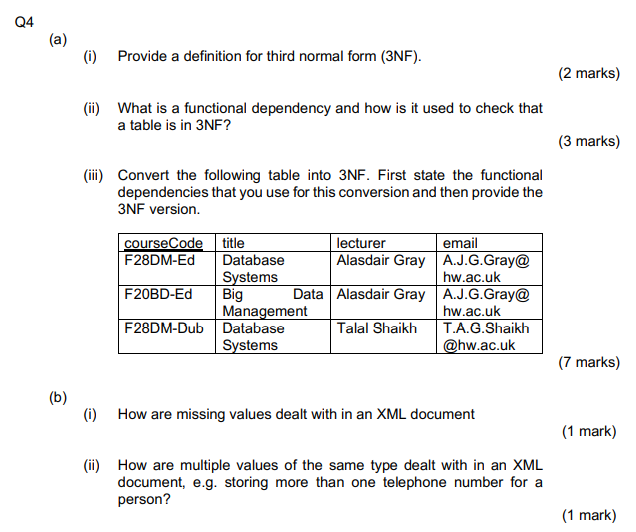 Q4
(a)
(i) Provide a definition for third normal form (3NF).
(2 marks)
(ii) What is a functional dependency and how is it used to check that
a table is in 3NF?
(3 marks)
(iii) Convert the following table into 3NF. First state the functional
dependencies that you use for this conversion and then provide the
3NF version.
courseCode title lecturer email
F28DM-Ed Database Alasdair Gray A.J.G.Gray@
Systems hw.ac.uk
F20BD-Ed Big Data Alasdair Gray A.J.G.Gray@
Management hw.ac.uk
F28DM-Dub Database Talal Shaikh T.A.G.Shaikh
Systems @hw.ac.uk
(7 marks)
(b)
(i) How are missing values dealt with in an XML document
(1 mark)
(ii) How are multiple values of the same type dealt with in an XML
document, e.g. storing more than one telephone number for a
person?
(1 mark)